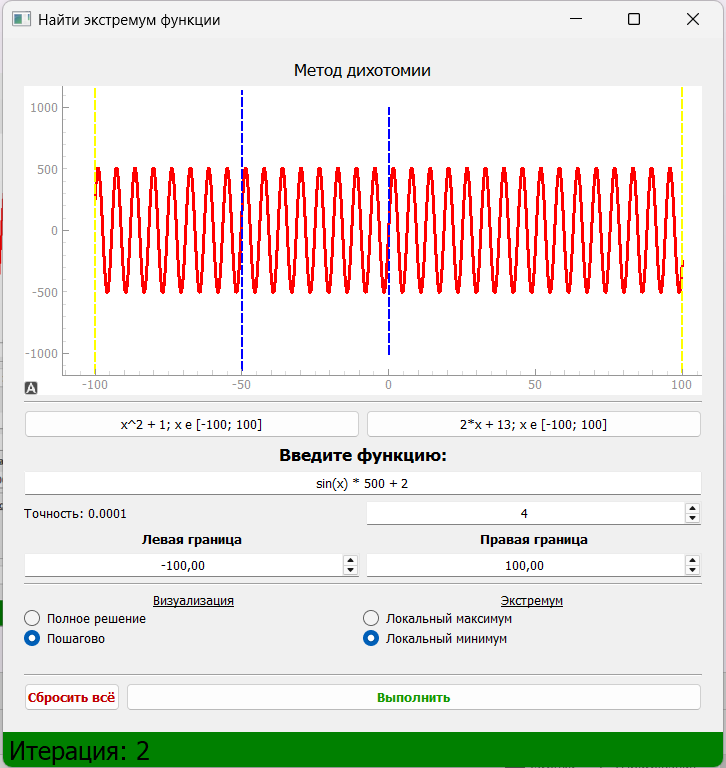 Найти экстремум функции
Метод дихотомии
1000
500
0
-500
-1000
-100 -50 0 50 100
A
x^2 + 1; x e [-100; 100] 2*x + 13; x e [-100; 100]
Введите функцию:
sin(x) * 500 + 2
Точность: 0.0001 4
Левая граница Правая граница
-100,00 100,00
Визуализация Экстремум
Полное решение Локальный максимум
Пошагово Локальный минимум
Сбросить всё Выполнить
Итерация: 2